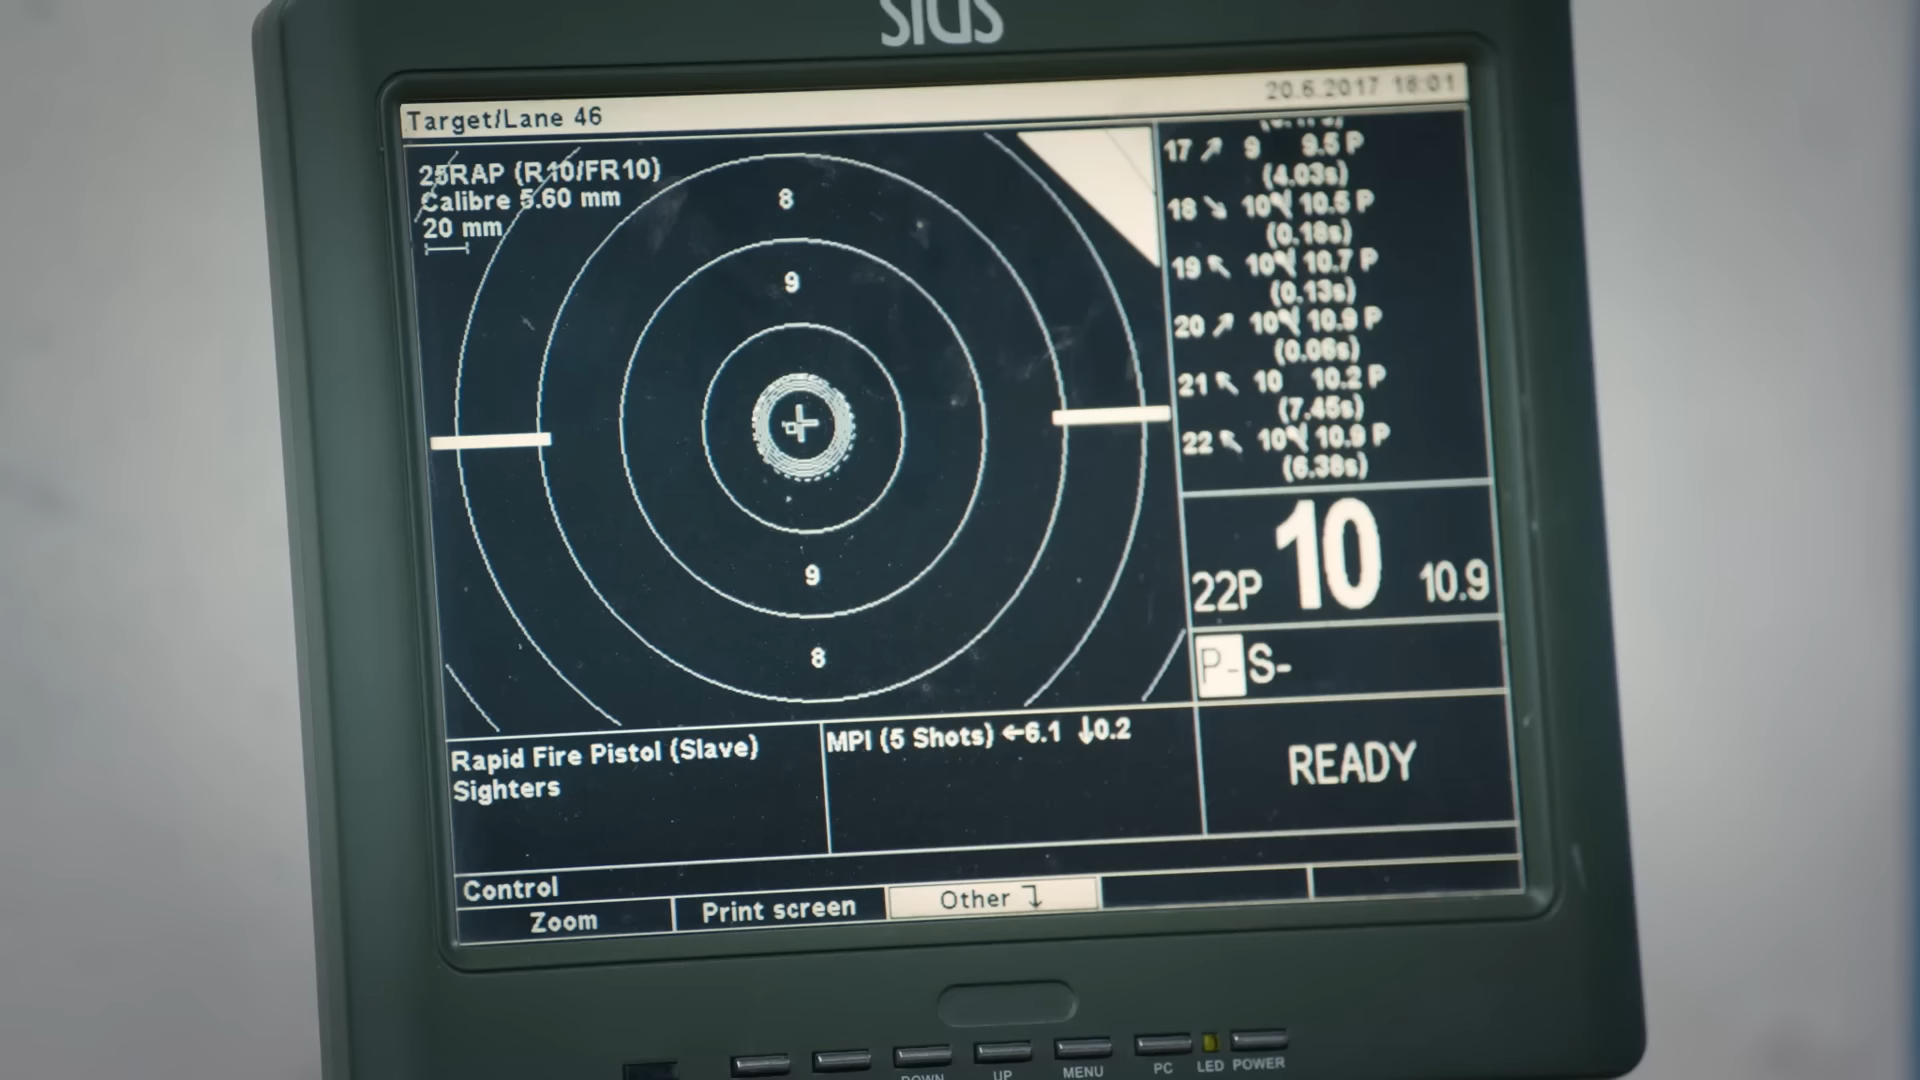 SIUS
Target/Lane 46
20.6.2017 16:01
25RAP (R10/FR10)
Calibre 5.60 mm
20 mm
8
9
9
8
17 ↗ 9 9.5 P
(4.03s)
18 ↘ 10 10.5 P
(0.18s)
19 ↖ 10 10.7 P
(0.13s)
20 ↗ 10 10.9 P
(0.06s)
21 ↖ 10 10.2 P
(7.45s)
22 ↖ 10 10.9 P
(6.38s)
22P 10 10.9
P-S-
Rapid Fire Pistol (Slave)
Sighters
MPI (5 Shots) ←6.1 ↓0.2
READY
Control
Zoom
Print screen
Other
DOWN
UP
MENU
PC
LED
POWER